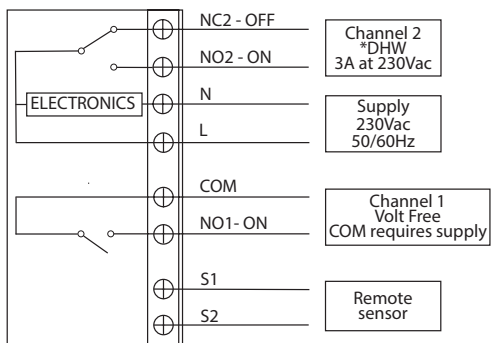 NC2 - OFF
NO2 - ON
N
L
COM
NO1- ON
S1
S2
ELECTRONICS
Channel 2
*DHW
3A at 230Vac
Supply
230Vac
50/60Hz
Channel 1
Volt Free
COM requires supply
Remote
sensor